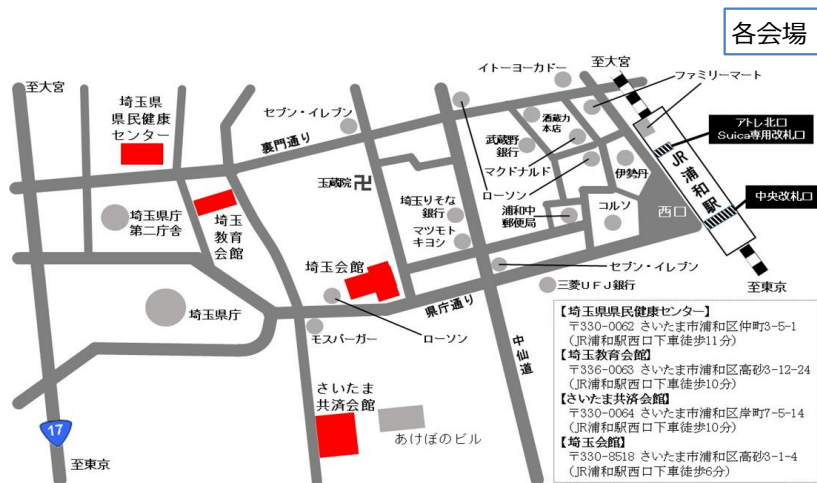 各会場
至大宮
イトーヨーカドー
ファミリーマート
至大宮
埼玉県
県民健康
センター
セブン・イレブン
裏門通り
酒蔵力
本店
武蔵野
銀行
マクドナルド
アトレ北口
Suica専用改札口
JR浦和駅
玉蔵院
ローソン
伊勢丹
中央改札口
埼玉県庁
第二庁舎
埼玉
教育
会館
埼玉りそな
銀行
マツモト
キヨシ
浦和中
郵便局
コルソ
西口
埼玉会館
セブン・イレブン
至東京
埼玉県庁
県庁通り
三菱UFJ銀行
モスバーガー
ローソン
中仙道
さいたま
共済会館
あけぼのビル
17
至東京
【埼玉県県民健康センター】
〒330-0062 さいたま市浦和区仲町3-5-1
(JR浦和駅西口下車徒歩11分)
【埼玉教育会館】
〒336-0063 さいたま市浦和区高砂3-12-24
(JR浦和駅西口下車徒歩10分)
【さいたま共済会館】
〒330-0064 さいたま市浦和区岸町7-5-14
(JR浦和駅西口下車徒歩10分)
【埼玉会館】
〒330-8518 さいたま市浦和区高砂3-1-4
(JR浦和駅西口下車徒歩6分)